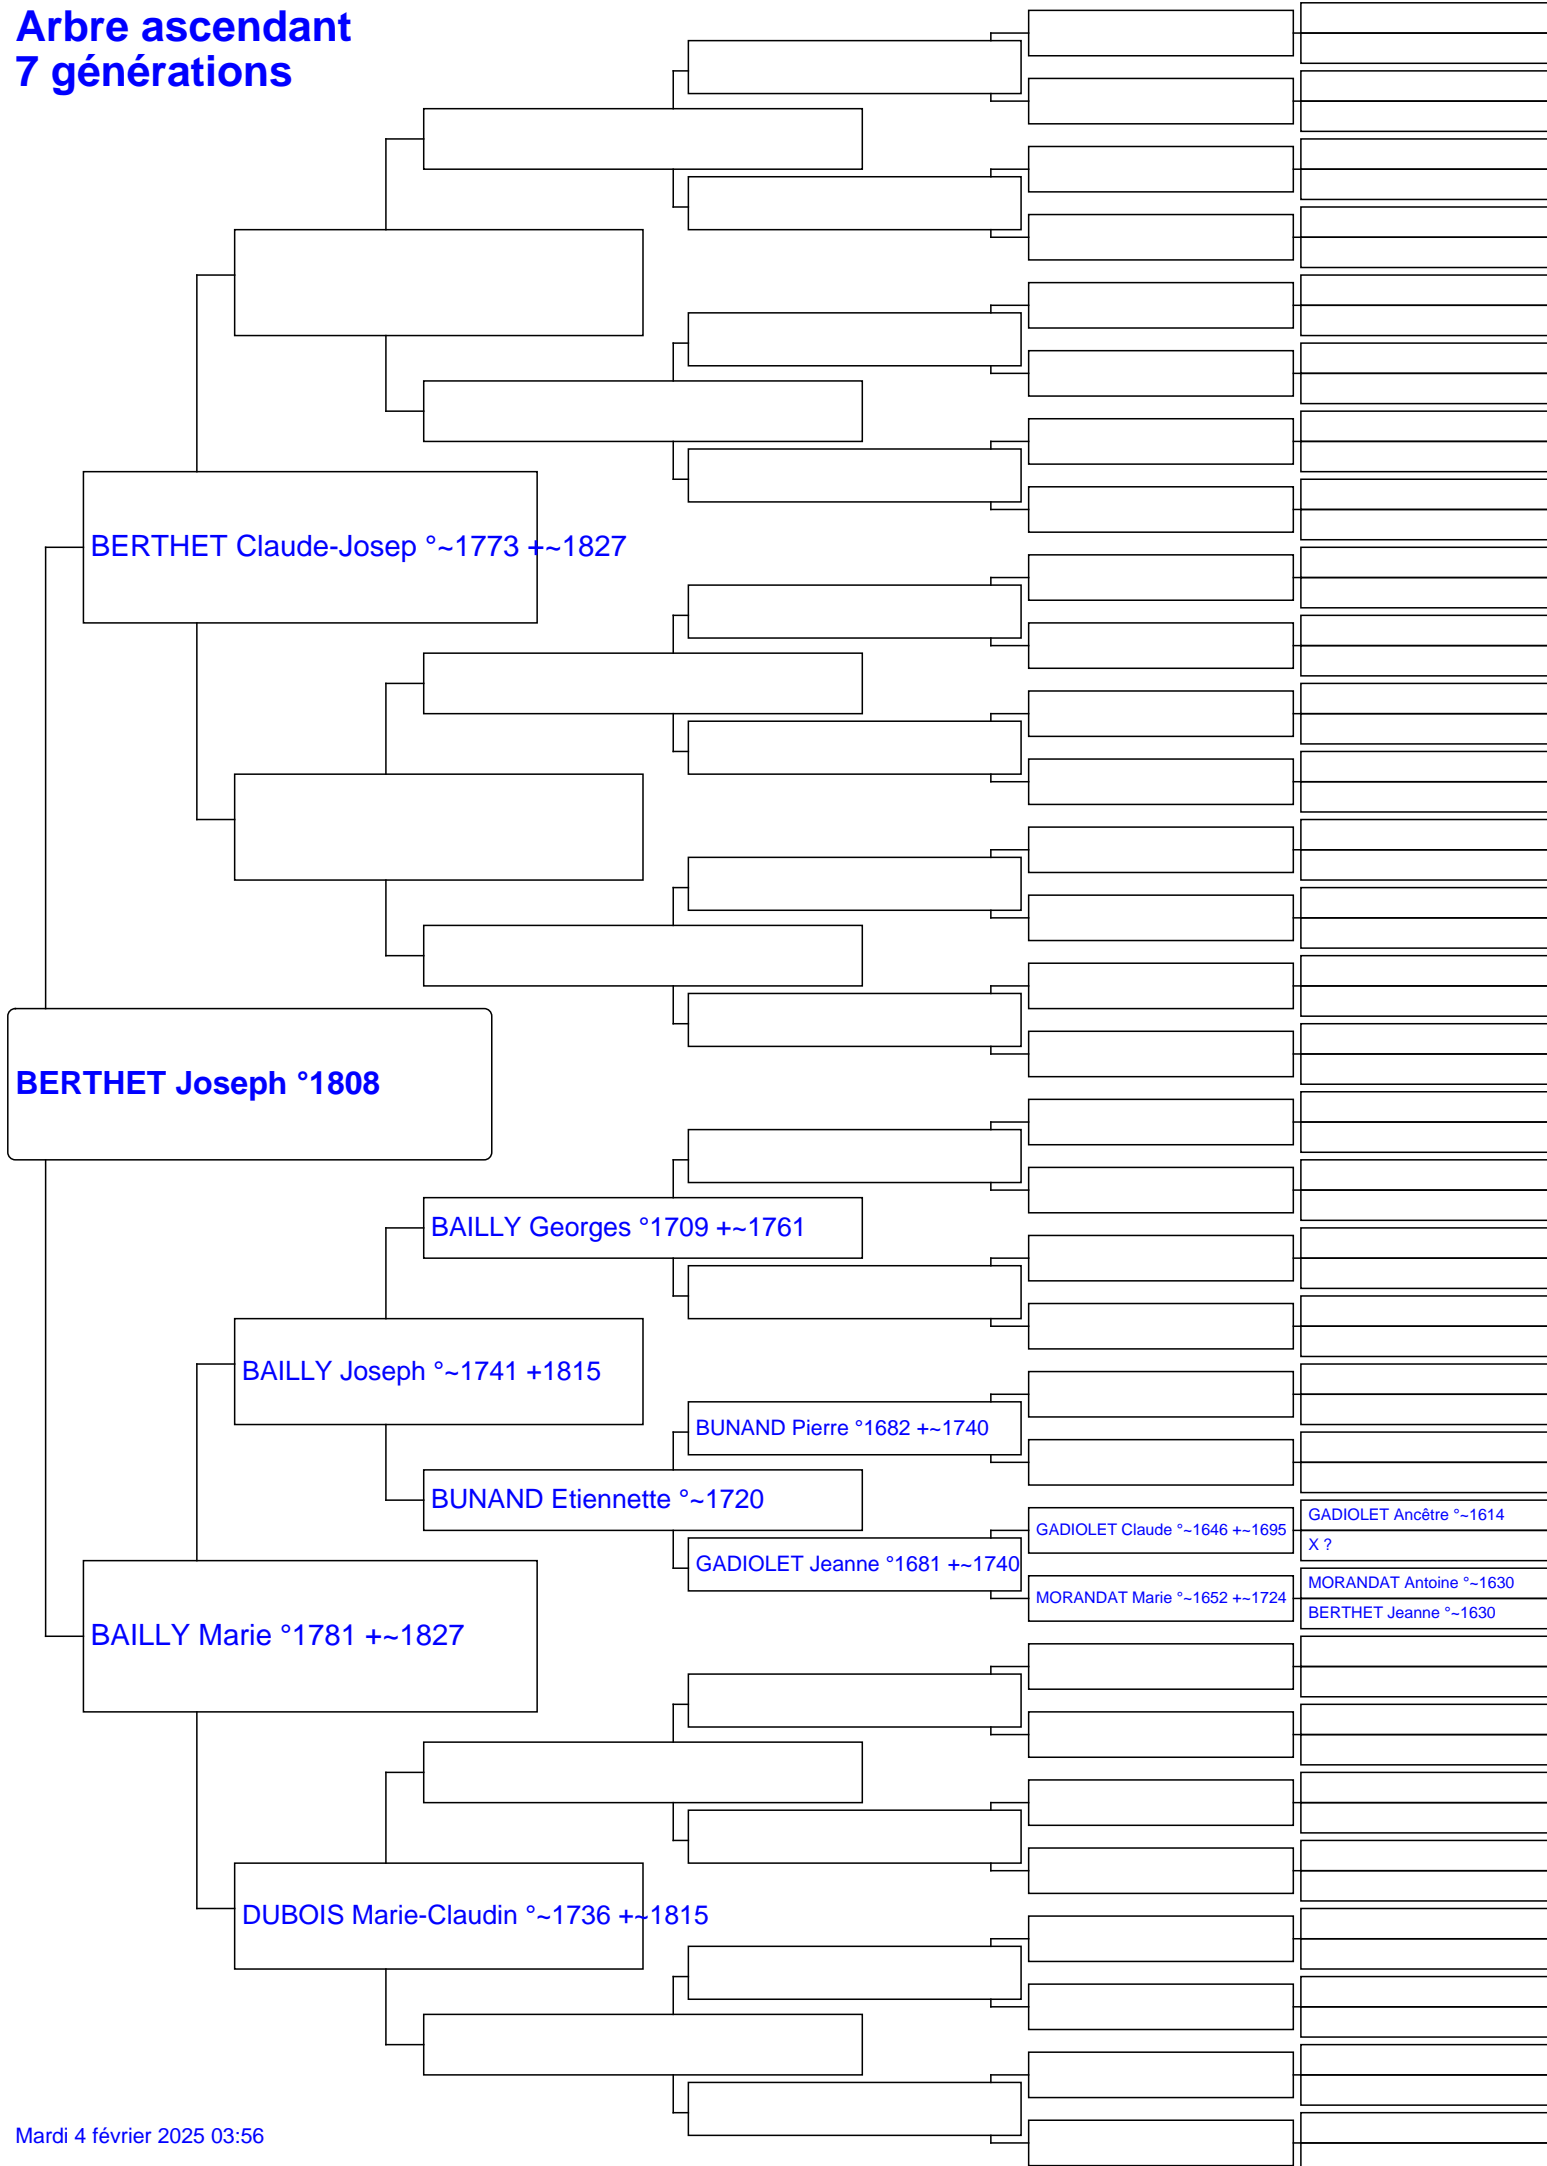 Arbre ascendant
7 générations
BERTHET Claude-Josep °~1773 +~1827
BERTHET Joseph °1808
BAILLY Georges °1709 +~1761
BAILLY Joseph °~1741 +1815
BUNAND Pierre °1682 +~1740
BUNAND Etiennette °~1720
GADIOLET Claude °~1646 +~1695
GADIOLET Ancêtre °~1614
X ?
GADIOLET Jeanne °1681 +~1740
MORANDAT Marie °~1652 +~1724
MORANDAT Antoine °~1630
BERTHET Jeanne °~1630
BAILLY Marie °1781 +~1827
DUBOIS Marie-Claudin °~1736 +~1815
Mardi 4 février 2025 03:56